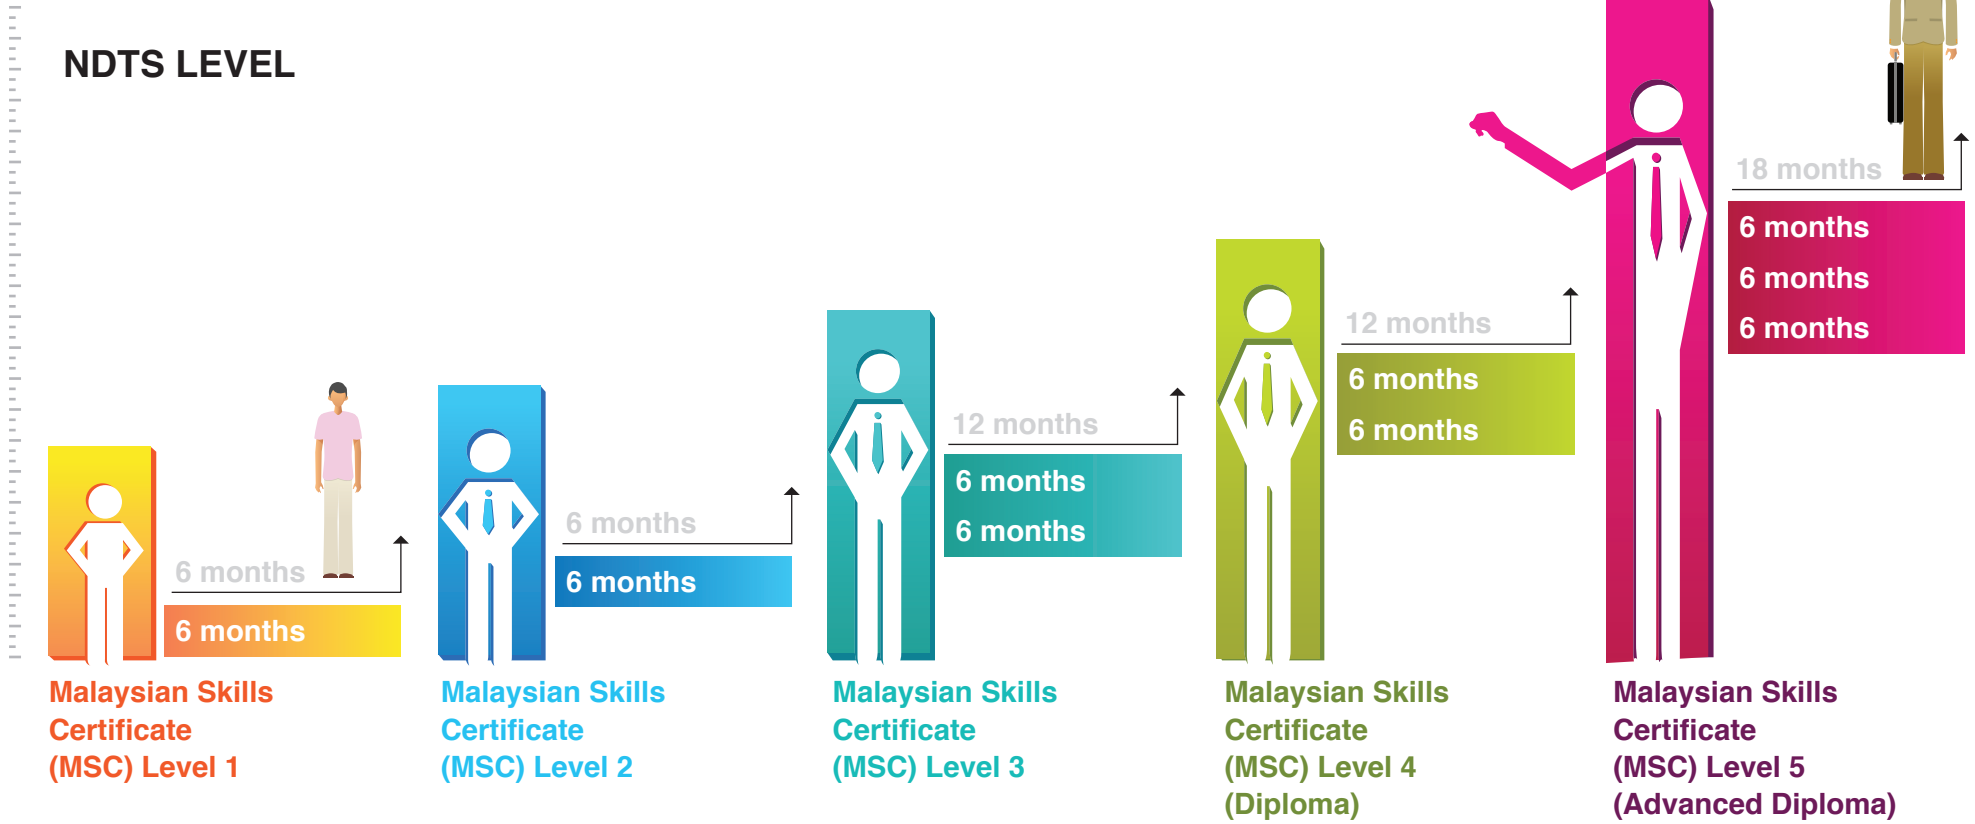 NDTS LEVEL
6 months
6 months
Malaysian Skills
Certificate
(MSC) Level 1
6 months
6 months
Malaysian Skills
Certificate
(MSC) Level 2
12 months
6 months
6 months
Malaysian Skills
Certificate
(MSC) Level 3
12 months
6 months
6 months
Malaysian Skills
Certificate
(MSC) Level 4
(Diploma)
18 months
6 months
6 months
6 months
Malaysian Skills
Certificate
(MSC) Level 5
(Advanced Diploma)